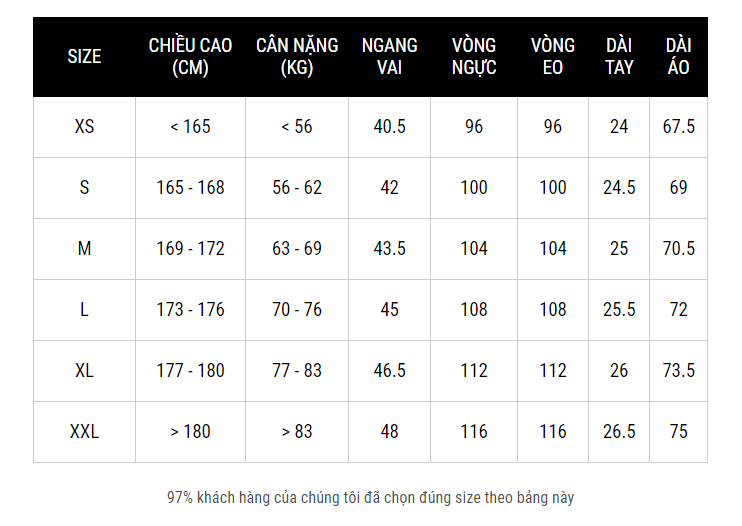 SIZE CHIỀU CAO (CM) CÂN NẶNG (KG) NGANG VAI VÒNG NGỰC VÒNG EO DÀI TAY DÀI ÁO
XS < 165 < 56 40.5 96 96 24 67.5
S 165 - 168 56 - 62 42 100 100 24.5 69
M 169 - 172 63 - 69 43.5 104 104 25 70.5
L 173 - 176 70 - 76 45 108 108 25.5 72
XL 177 - 180 77 - 83 46.5 112 112 26 73.5
XXL > 180 > 83 48 116 116 26.5 75
97% khách hàng của chúng tôi đã chọn đúng size theo bảng này